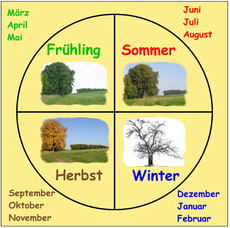 März
April
Mai
Juni
Juli
August
Frühling
Sommer
Herbst
Winter
September
Oktober
November
Dezember
Januar
Februar